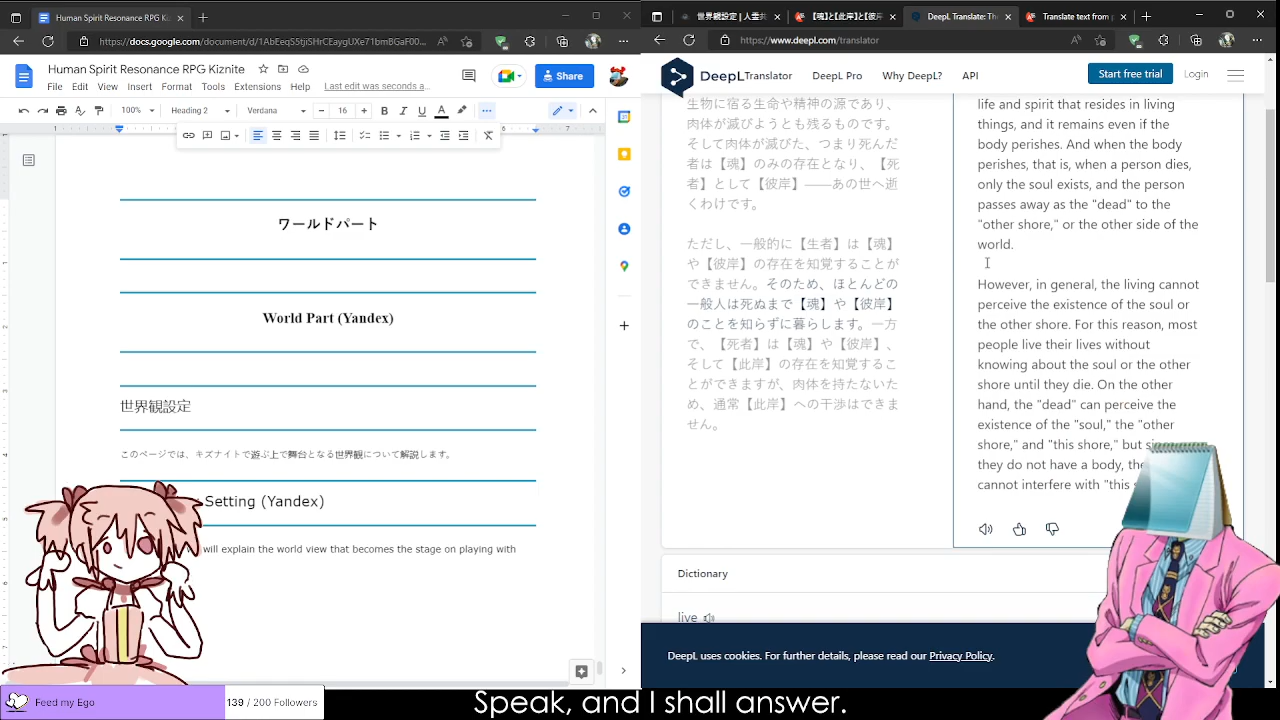 https://docs.google.com/document/d/1AbEeq5StjiSHtrG9E571wevc39GUmaF00...
Human Spirit Resonance RPG Kiznite
File Edit View Insert Format Tools Extensions Help
Last edit was seconds a...
Share
100%
Heading 2
Verdana
16
B I U A
ワールドパート
World Part (Yandex)
世界観設定
このページでは、キズナイトで遊ぶ上で舞台となる世界観について解説します。
Setting (Yandex)
will explain the world view that becomes the stage on playing with
Feed my Ego
139 / 200 Followers
世界観設定 | 
【魂】と【此岸】と【彼岸
DeepL Translate: The
Translator: Text from
https://www.deepl.com/translator
DeepL Translator
DeepL Pro
Why DeepL?
API
Start free trial
Login
生物に宿る生命や精神の源であり、
肉体が滅びようとも残るものです。
そして肉体が滅びた、つまり死んだ
者は【魂】のみの存在となり、【死
者】として【彼岸】――あの世へ逝
くわけです。
ただし、一般的に【生者】は【魂】
や【彼岸】の存在を知覚することが
できません。そのため、ほとんどの
一般人は死ぬまで【魂】や【彼岸】
のことを知らずに暮らします。一方
で、【死者】は【魂】や【彼岸】、
そして【此岸】の存在を知覚するこ
とができますが、肉体を持たないた
め、通常【此岸】への干渉はできま
せん。
life and spirit that resides in living
things, and it remains even if the
body perishes. And when the body
perishes, that is, when a person dies,
only the soul exists, and the person
passes away as the "dead" to the
"other shore," or the other side of the
world.
However, in general, the living cannot
perceive the existence of the soul or
the other shore. For this reason, most
people live their lives without
knowing about the soul or the other
shore until they die. On the other
hand, the "dead" can perceive the
existence of the "soul," the "other
shore," and "this shore," but
they do not have a body,
cannot interfere with "this
Dictionary
live
DeepL uses cookies. For further details, please read our Privacy Policy.
Speak, and I shall answer.